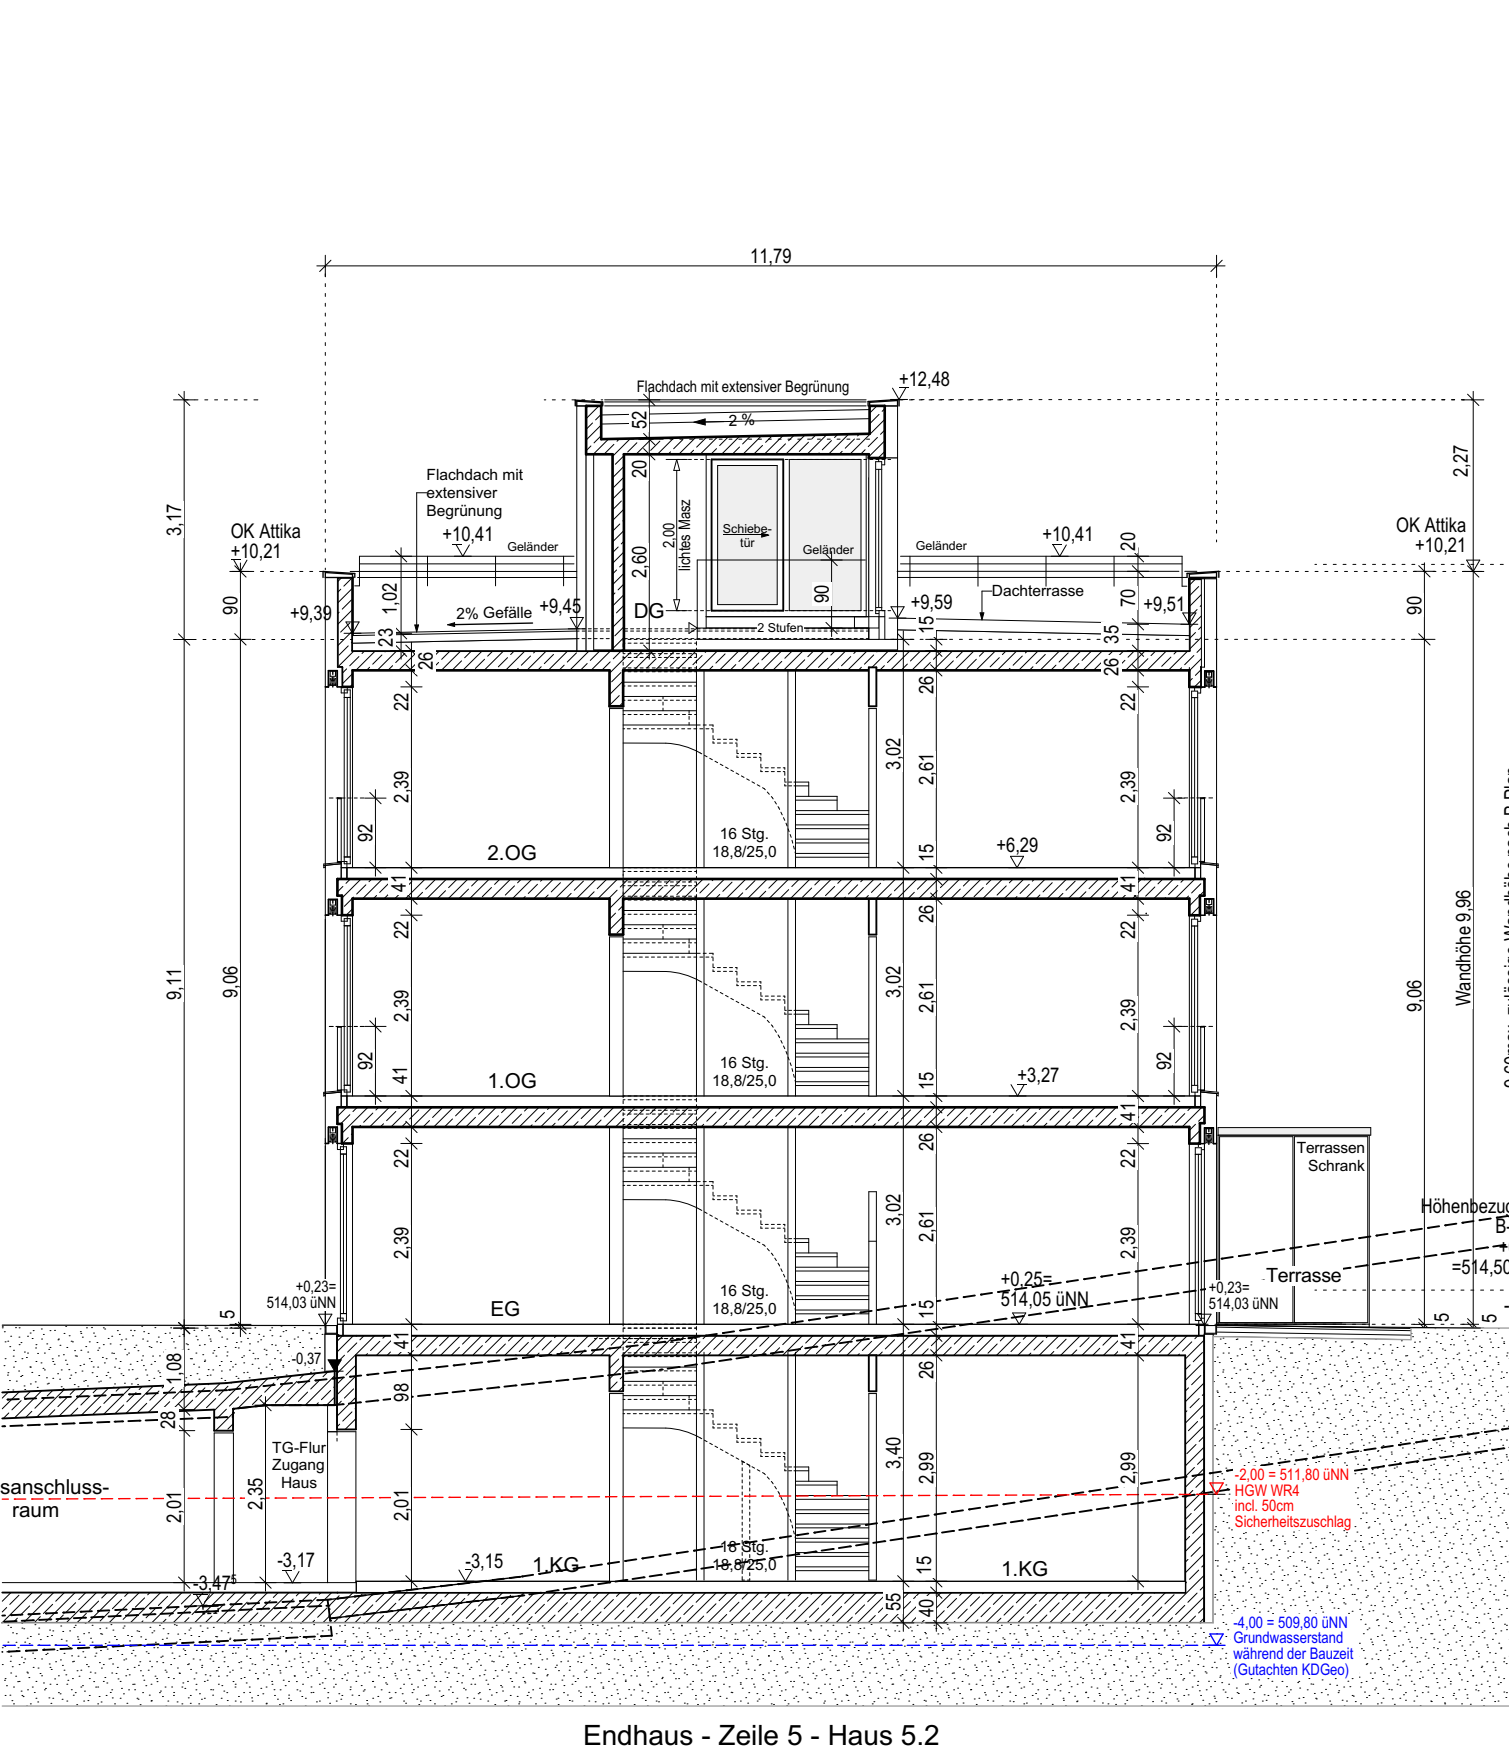 11,79
Flachdach mit extensiver Begrünung
+12,48
52
2 %
20
2,60
2,00
lichtes Masz
Schiebe-
tür
Geländer
90
DG
2 Stufen
Flachdach mit
extensiver
Begrünung
3,17
OK Attika
+10,21
90
+10,41
Geländer
1,02
+9,39
2% Gefälle
+9,45
23
26
Geländer
+10,41
20
Dachterrasse
+9,59
70
+9,51
15
35
26
2,27
OK Attika
+10,21
90
22
26
22
2,39
3,02
2,61
2,39
92
92
16 Stg.
18,8/25,0
2.OG
15
+6,29
41
41
22
26
22
9,11
9,06
2,39
3,02
2,61
2,39
92
92
16 Stg.
18,8/25,0
41
1.OG
15
+3,27
41
9,06
Wandhöhe 9,96
22
26
22
Terrassen
Schrank
2,39
3,02
2,61
2,39
Höhenbezug
=514,50
+0,23=
514,03 üNN
16 Stg.
18,8/25,0
EG
+0,25=
514,05 üNN
Terrasse
+0,23=
514,03 üNN
5
15
5
5
41
41
-0,37
1,08
98
26
28
TG-Flur
Zugang
Haus
sanschluss-
raum
2,01
2,35
2,01
3,40
2,99
2,99
-2,00 = 511,80 üNN
HGW WR4
incl. 50cm
Sicherheitszuschlag
18 Stg.
18,8/25,0
-3,17
-3,15
1.KG
15
1.KG
-3,47⁵
55
40
-4,00 = 509,80 üNN
Grundwasserstand
während der Bauzeit
(Gutachten KDGeo)
Endhaus - Zeile 5 - Haus 5.2